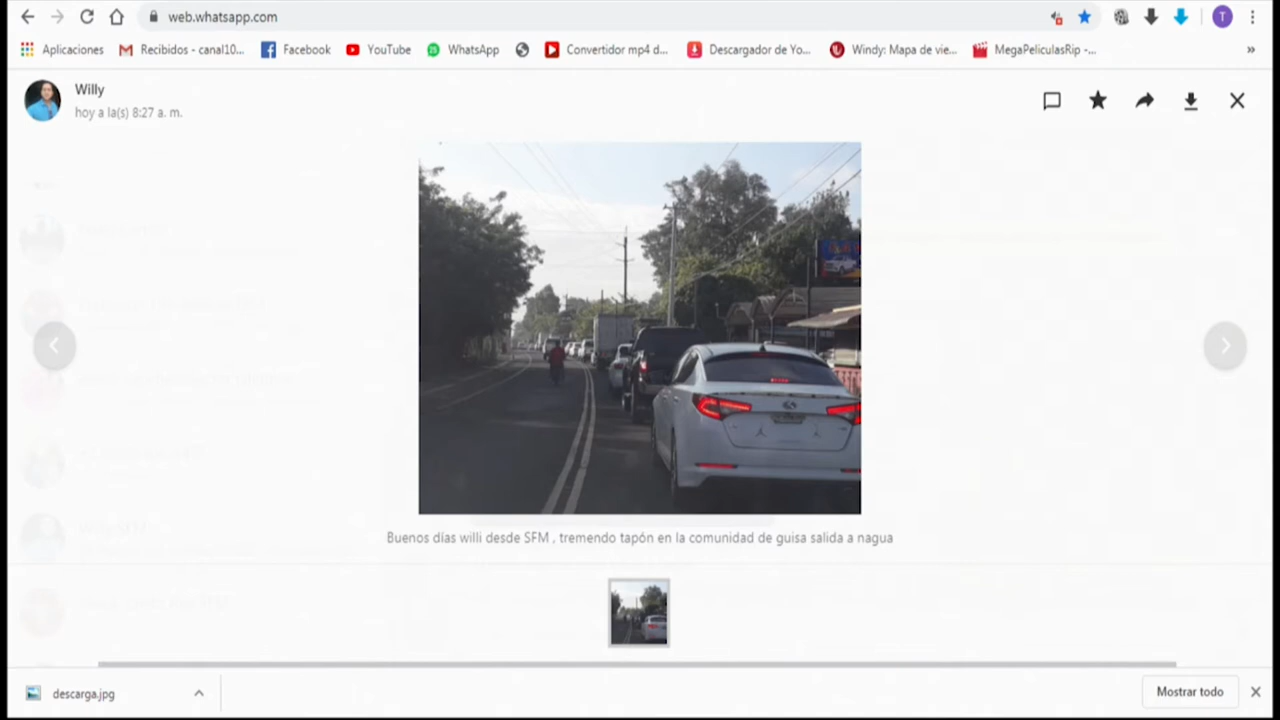 web.whatsapp.com
T
Aplicaciones
Recibidos - canal10...
Facebook
YouTube
WhatsApp
Convertidor mp4 d...
Descargador de Yo...
Windy: Mapa de vie...
MegaPeliculasRip -...
Willy
hoy a la(s) 8:27 a. m.
Buenos días willi desde SFM , tremendo tapón en la comunidad de guisa salida a nagua
descarga.jpg
Mostrar todo